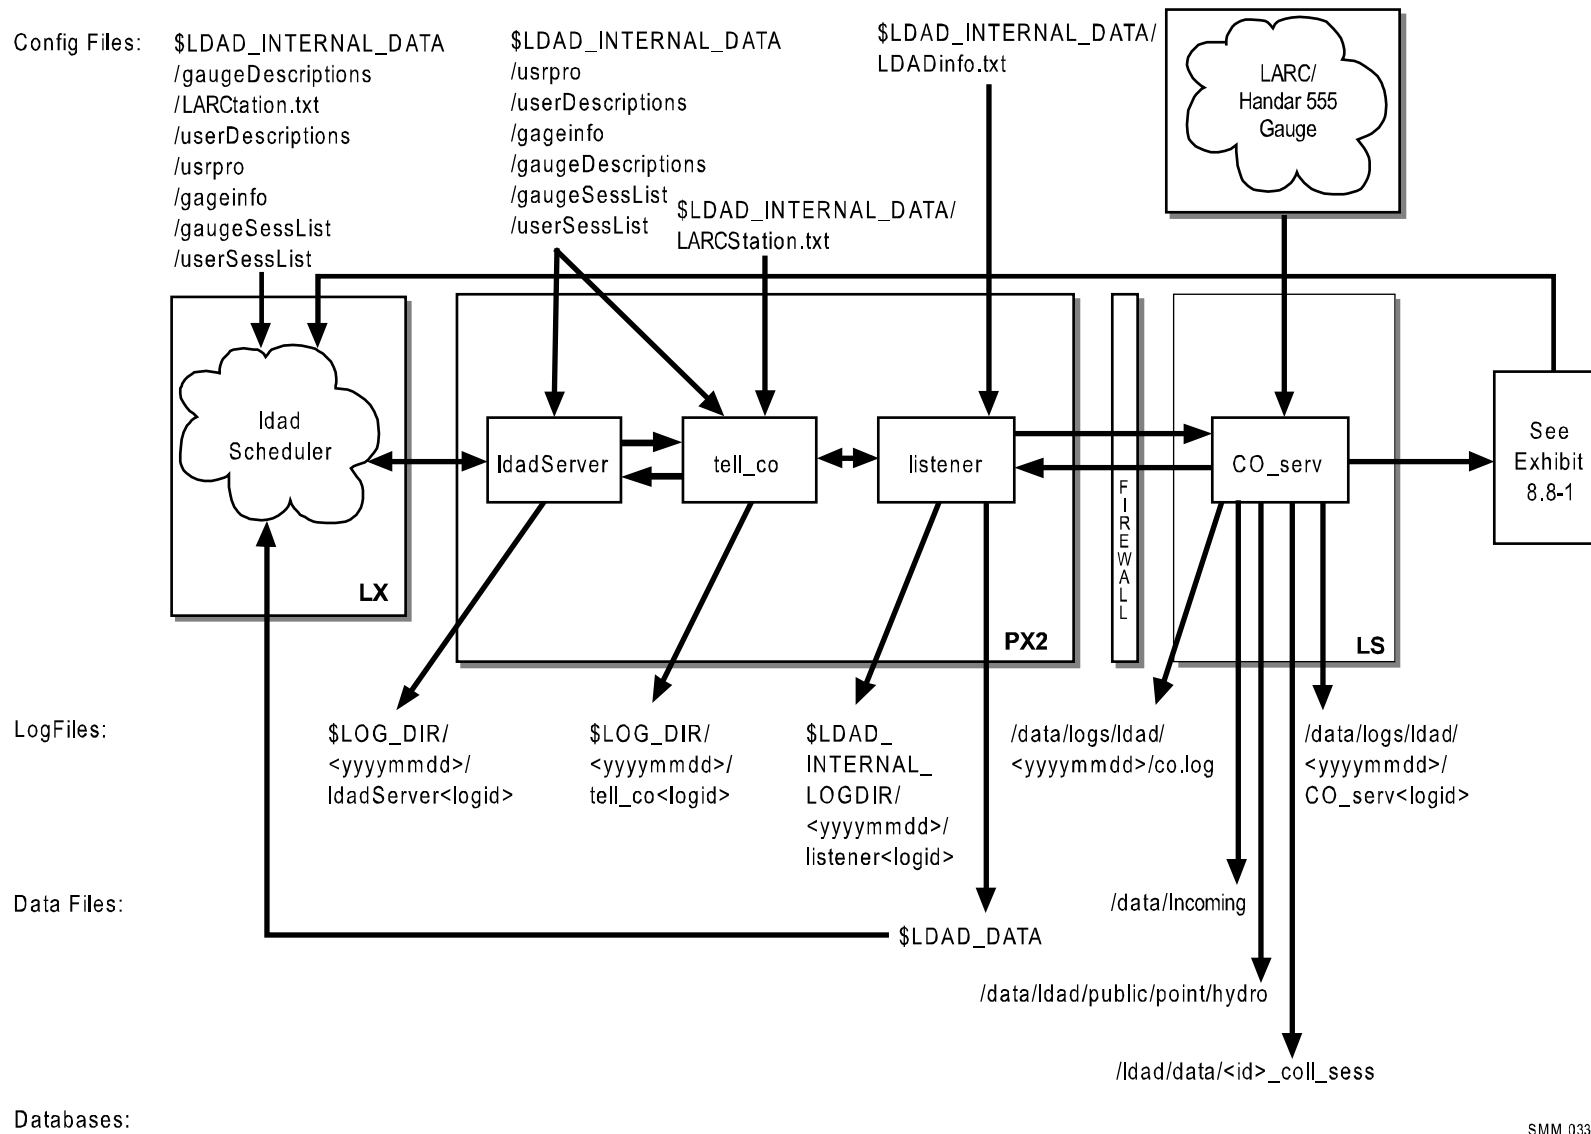 Config Files:
$LDAD_INTERNAL_DATA
/gaugeDescriptions
/LARCtation.txt
/userDescriptions
/usrpro
/gageinfo
/gaugeSessList
/userSessList
$LDAD_INTERNAL_DATA
/usrpro
/userDescriptions
/gageinfo
/gaugeDescriptions
/gaugeSessList
/userSessList
$LDAD_INTERNAL_DATA/
LARCStation.txt
$LDAD_INTERNAL_DATA/
LDADinfo.txt
LARC/
Handar 555
Gauge
ldad
Scheduler
LX
ldadServer
tell_co
listener
PX2
FIREWALL
CO_serv
LS
See
Exhibit
8.8-1
LogFiles:
$LOG_DIR/
<yyyymmdd>/
ldadServer<logid>
$LOG_DIR/
<yyyymmdd>/
tell_co<logid>
$LDAD_
INTERNAL_
LOGDIR/
<yyyymmdd>/
listener<logid>
/data/logs/ldad/
<yyyymmdd>/co.log
/data/logs/ldad/
<yyyymmdd>/
CO_serv<logid>
Data Files:
$LDAD_DATA
/data/Incoming
/data/ldad/public/point/hydro
/ldad/data/<id>_coll_sess
Databases:
SMM_033